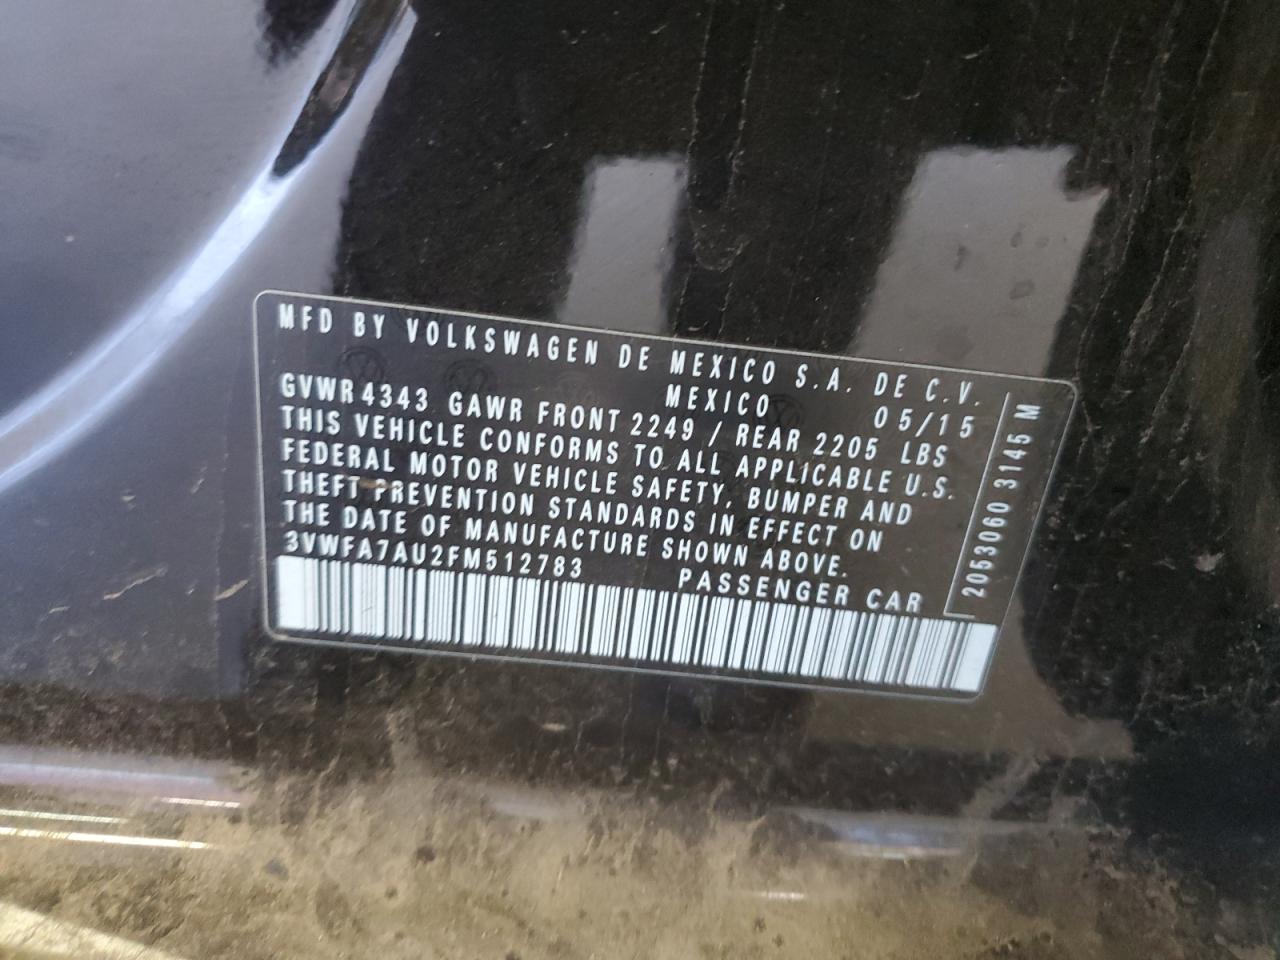 MFD BY VOLKSWAGEN DE MEXICO S.A. DE C.V.
MEXICO 05/15
GVWR 4343 GAWR FRONT 2249 / REAR 2205 LBS
THIS VEHICLE CONFORMS TO ALL APPLICABLE U.S.
FEDERAL MOTOR VEHICLE SAFETY, BUMPER AND
THEFT PREVENTION STANDARDS IN EFFECT ON
THE DATE OF MANUFACTURE SHOWN ABOVE.
3VWFA7AU2FM512783 PASSENGER CAR
2053060 3145 M